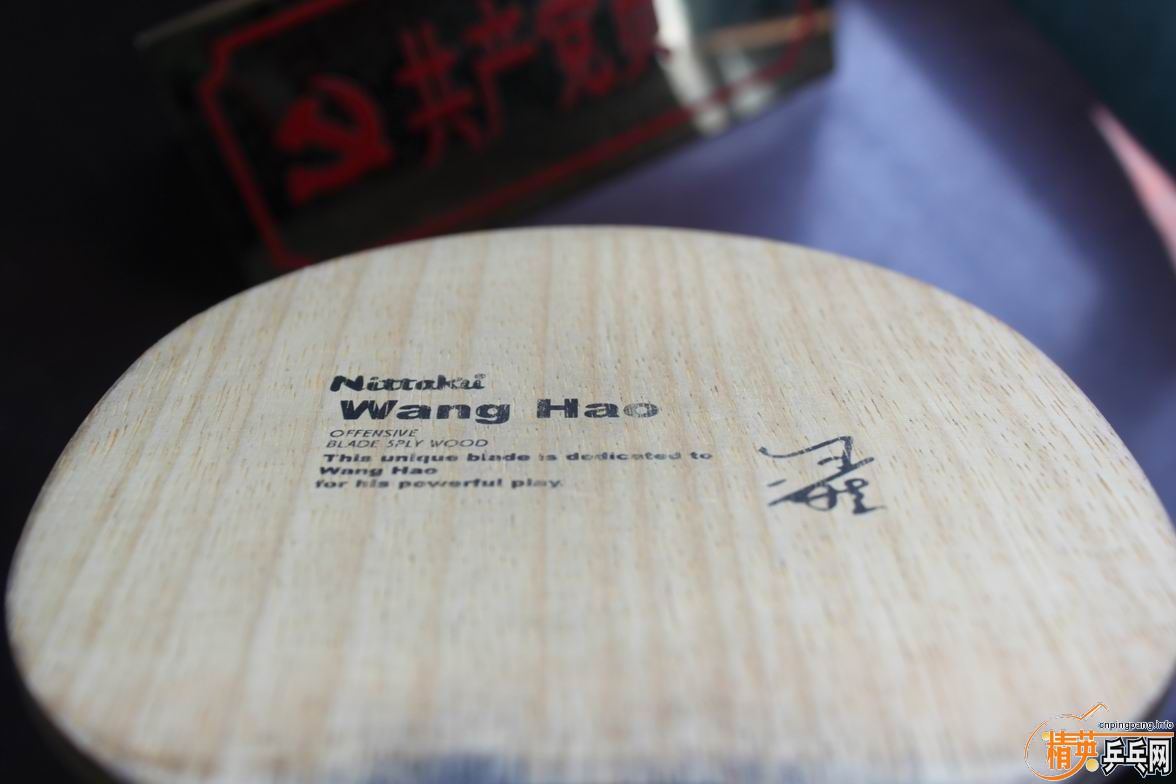 共产党员
Nittaku
Wang Hao
OFFENSIVE
BLADE 5PLY WOOD
This unique blade is dedicated to
Wang Hao
for his powerful play.
cnpingpang.info
精英乒乓网